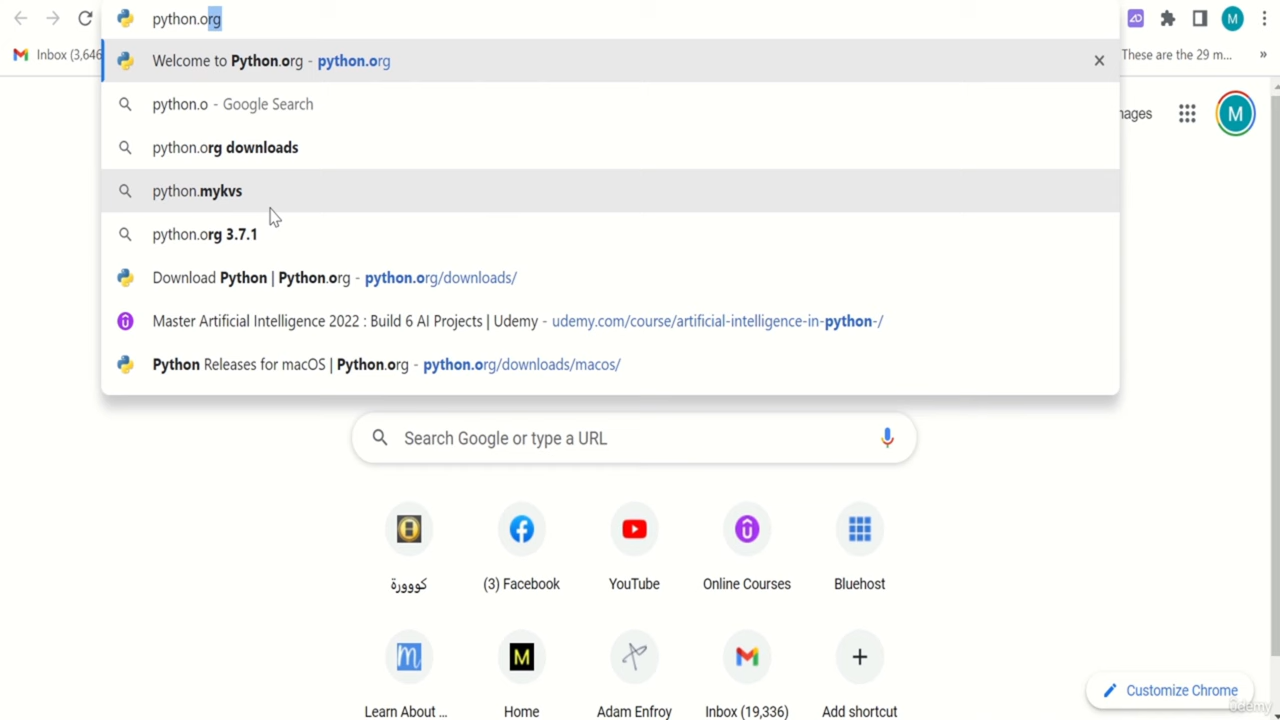 python.org
Inbox (3,646
These are the 29 m...
»
Welcome to Python.org - python.org
python.o - Google Search
python.org downloads
python.mykvs
python.org 3.7.1
Download Python | Python.org - python.org/downloads/
Master Artificial Intelligence 2022 : Build 6 AI Projects | Udemy - udemy.com/course/artificial-intelligence-in-python-/
Python Releases for macOS | Python.org - python.org/downloads/macos/
M
nages
M
Search Google or type a URL
كووورة
(3) Facebook
YouTube
Online Courses
Bluehost
Learn About ...
Home
Adam Enfroy
Inbox (19,336)
Add shortcut
Customize Chrome
Udemy